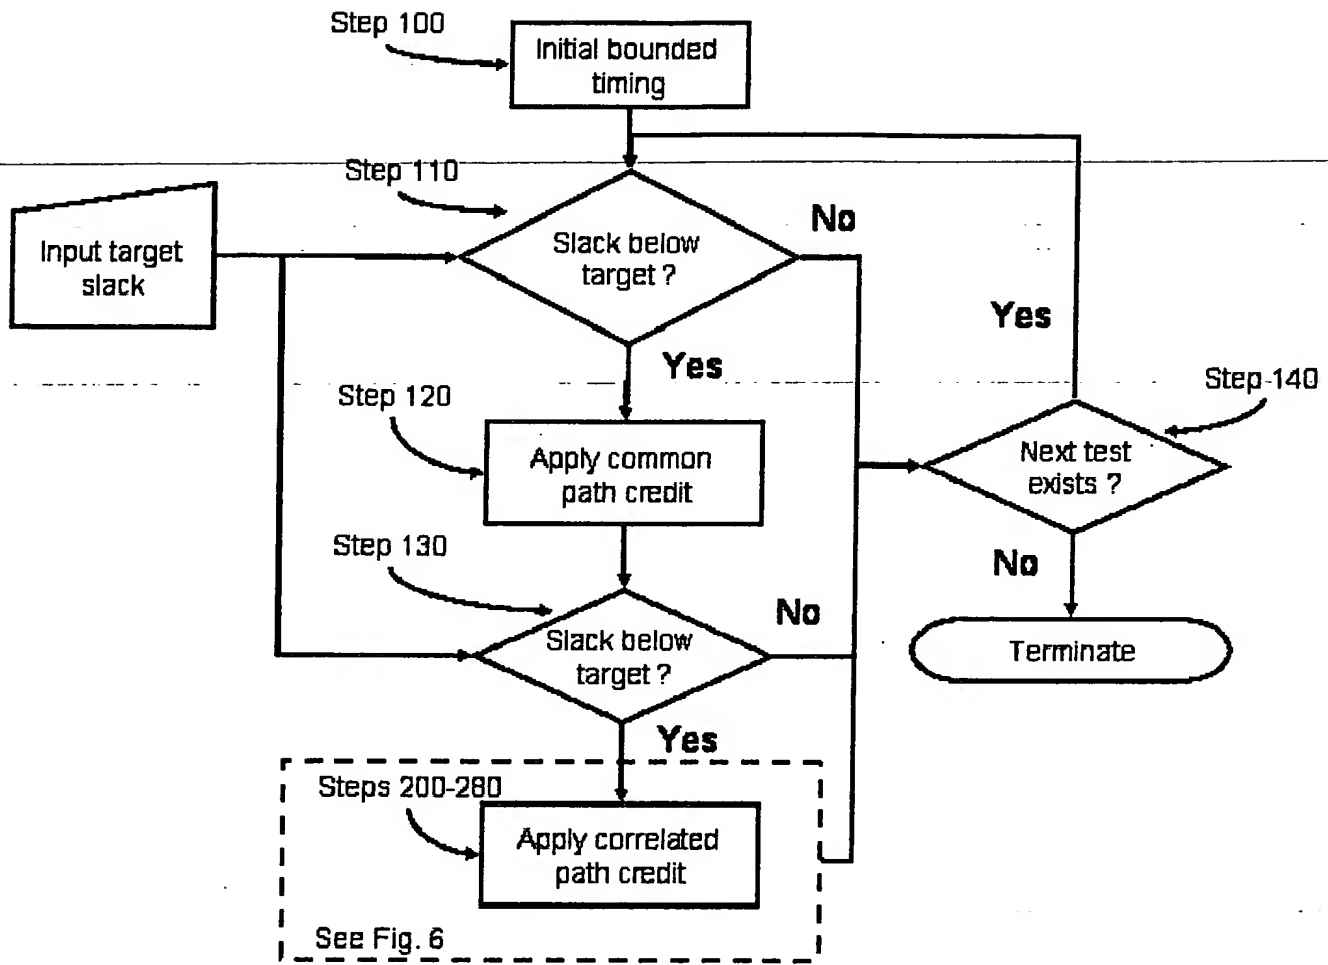 Step 100
Initial bounded
timing
Step 110
Input target
slack
Slack below
target ?
No
Yes
Yes
Step 120
Step 140
Apply common
path credit
Next test
exists ?
Step 130
No
No
Slack below
target ?
Terminate
Yes
Steps 200-280
Apply correlated
path credit
See Fig. 6